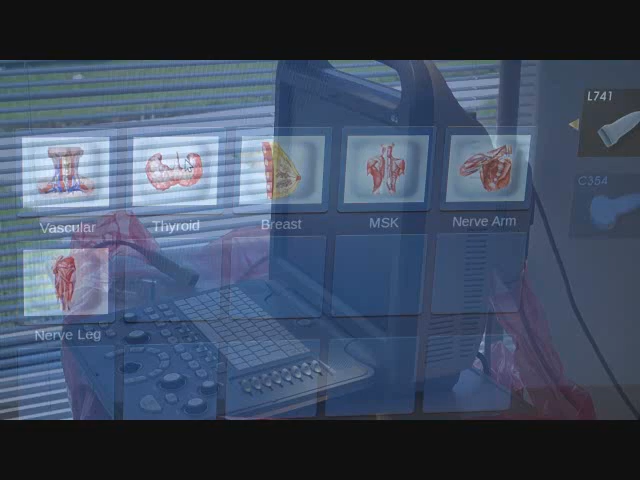 L741
C354
Vascular
Thyroid
Breast
MSK
Nerve Arm
Nerve Leg